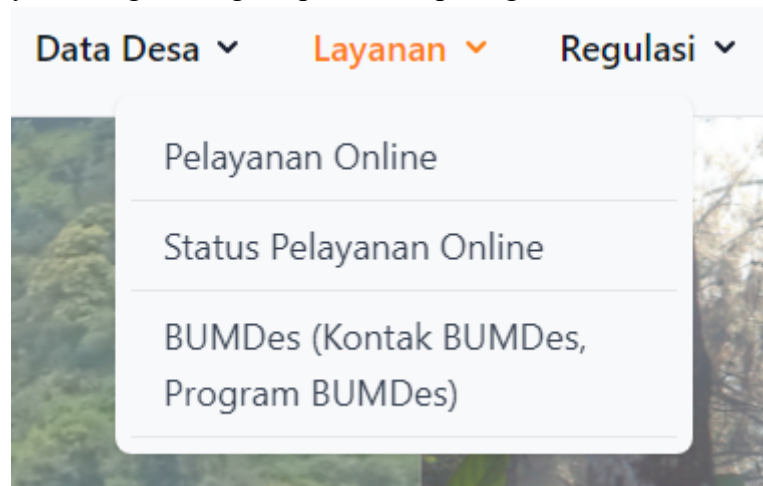 Data Desa Layanan Regulasi
Pelayanan Online
Status Pelayanan Online
BUMDes (Kontak BUMDes,
Program BUMDes)